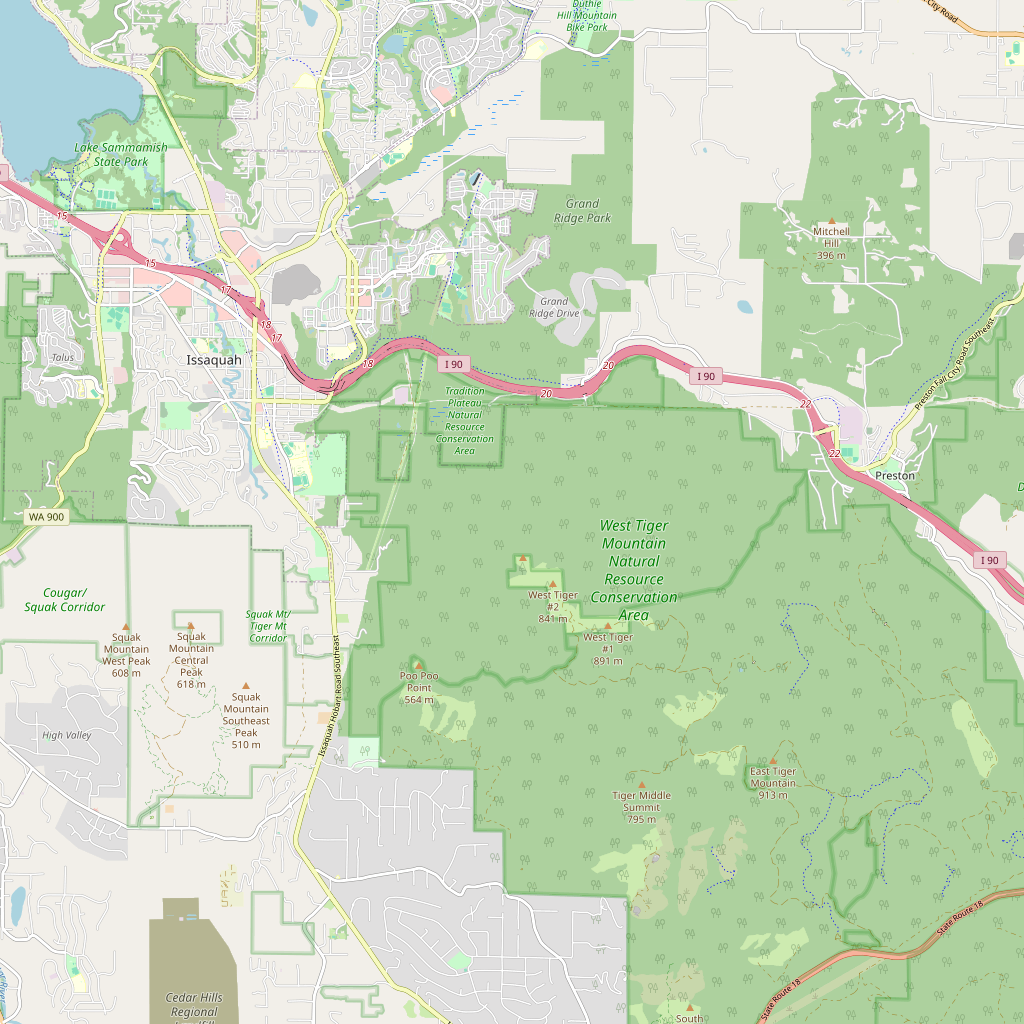 Duthie
Hill Mountain
Bike Park
City Road
Lake Sammamish
State Park
15
15
17
18
17
18
Grand
Ridge Park
Mitchell
Hill
396 m
Grand
Ridge Drive
Talus
Issaquah
I 90
20
20
I 90
22
22
Preston Fall City Road Southeast
Tradition
Plateau
Natural
Resource
Conservation
Area
Preston
WA 900
West Tiger
Mountain
Natural
Resource
Conservation
Area
I 90
Cougar/
Squak Corridor
Squak Mt/
Tiger Mt
Corridor
West Tiger
#2
841 m
West Tiger
#1
891 m
Squak
Mountain
West Peak
608 m
Squak
Mountain
Central
Peak
618 m
Squak
Mountain
Southeast
Peak
510 m
Poo Poo
Point
564 m
Issaquah Hobart Road Southeast
High Valley
East Tiger
Mountain
913 m
Tiger Middle
Summit
795 m
State Route 18
State Route 18
Cedar Hills
Regional
Landfill
South